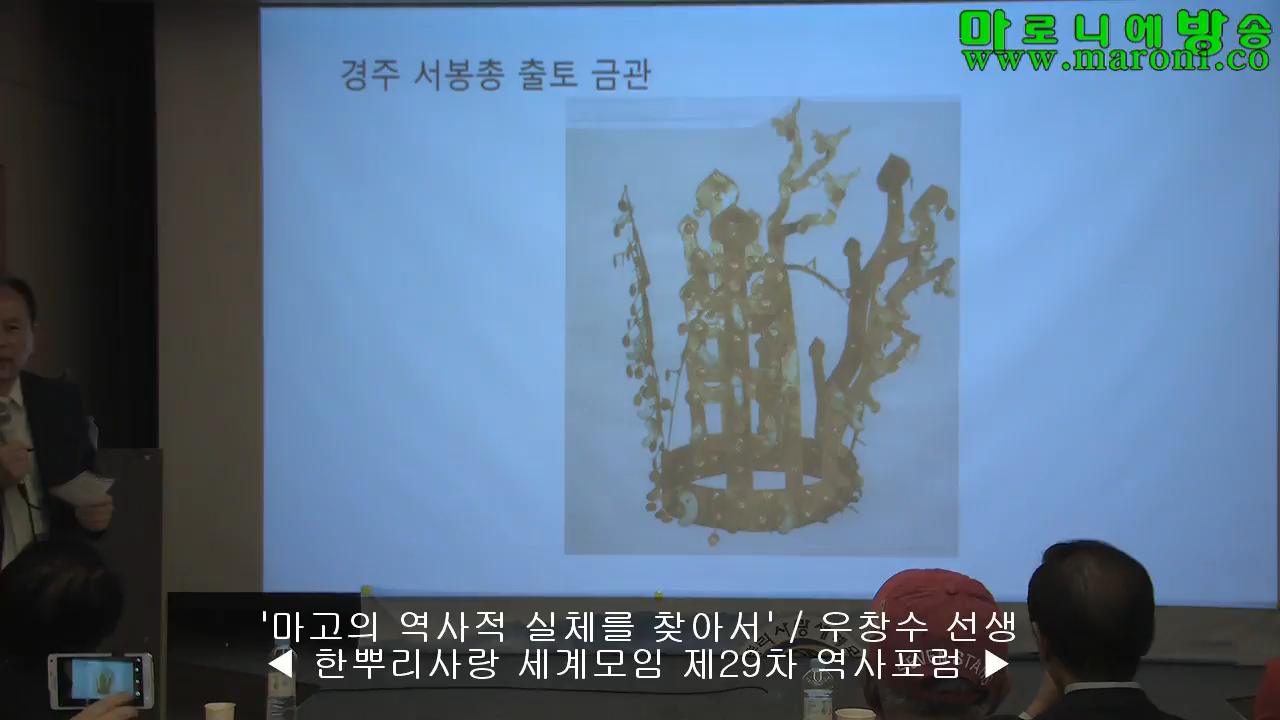 마로니에방송
www.maroni.co
경주 서봉총 출토 금관
'마고의 역사적 실체를 찾아서' / 우창수 선생
◀ 한뿌리사랑 세계모임 제29차 역사포럼 ▶